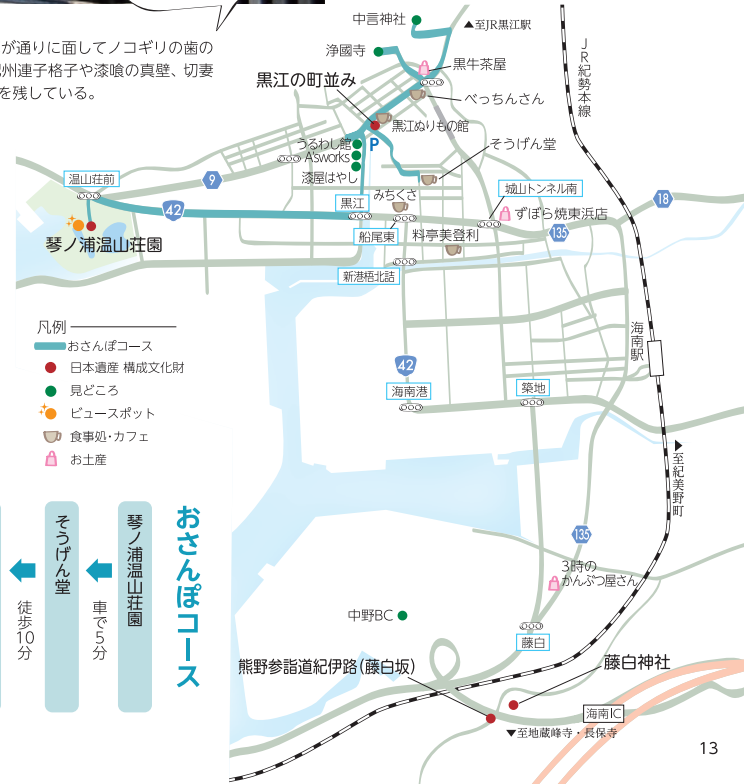 が通りに面してノコギリの歯の
州連子格子や漆喰の真壁、切妻
を残している。
中言神社
▲至JR黒江駅
浄國寺
黒牛茶屋
JR紀勢本線
黒江の町並み
べっちんさん
黒江ぬりもの館
P
うるわし館
A'sworks
漆屋はやし
そうげん堂
温山荘前
9
42
みちくさ
黒江
城山トンネル南
18
ずぼら焼東浜店
135
船尾東
料亭美登利
琴ノ浦温山荘園
新港梧北詰
凡例
おさんぽコース
日本遺産 構成文化財
見どころ
ビュースポット
食事処・カフェ
お土産
海南駅
42
海南港
築地
▶至紀美野町
おさんぽコース
琴ノ浦温山荘園
車で5分
そうげん堂
徒歩10分
135
3時の
かんぶつ屋さん
中野BC
藤白
熊野参詣道紀伊路(藤白坂)
藤白神社
海南IC
▼至地蔵峰寺・長保寺
13